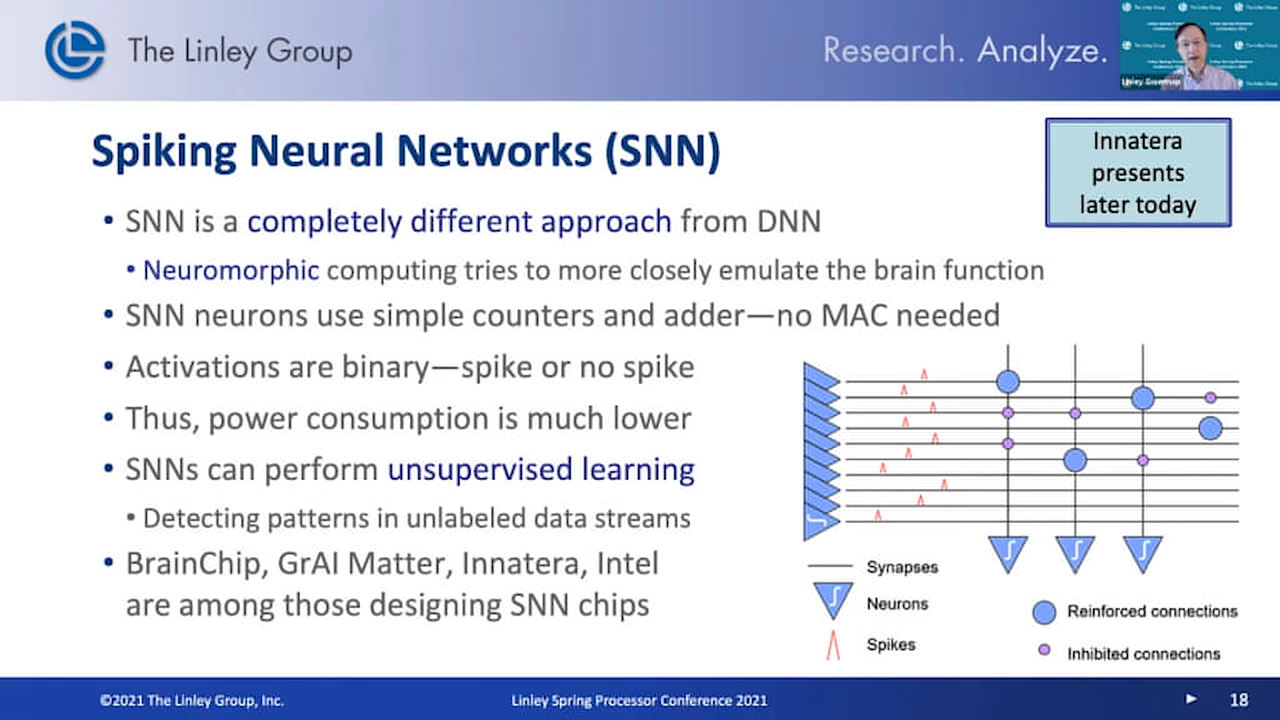 The Linley Group
Research. Analyze.
Linley Gwennap
Spiking Neural Networks (SNN)
Innatera
presents
later today
• SNN is a completely different approach from DNN
• Neuromorphic computing tries to more closely emulate the brain function
• SNN neurons use simple counters and adder—no MAC needed
• Activations are binary—spike or no spike
• Thus, power consumption is much lower
• SNNs can perform unsupervised learning
• Detecting patterns in unlabeled data streams
• BrainChip, GrAI Matter, Innatera, Intel
are among those designing SNN chips
Synapses
Neurons
Spikes
Reinforced connections
Inhibited connections
©2021 The Linley Group, Inc.
Linley Spring Processor Conference 2021
18